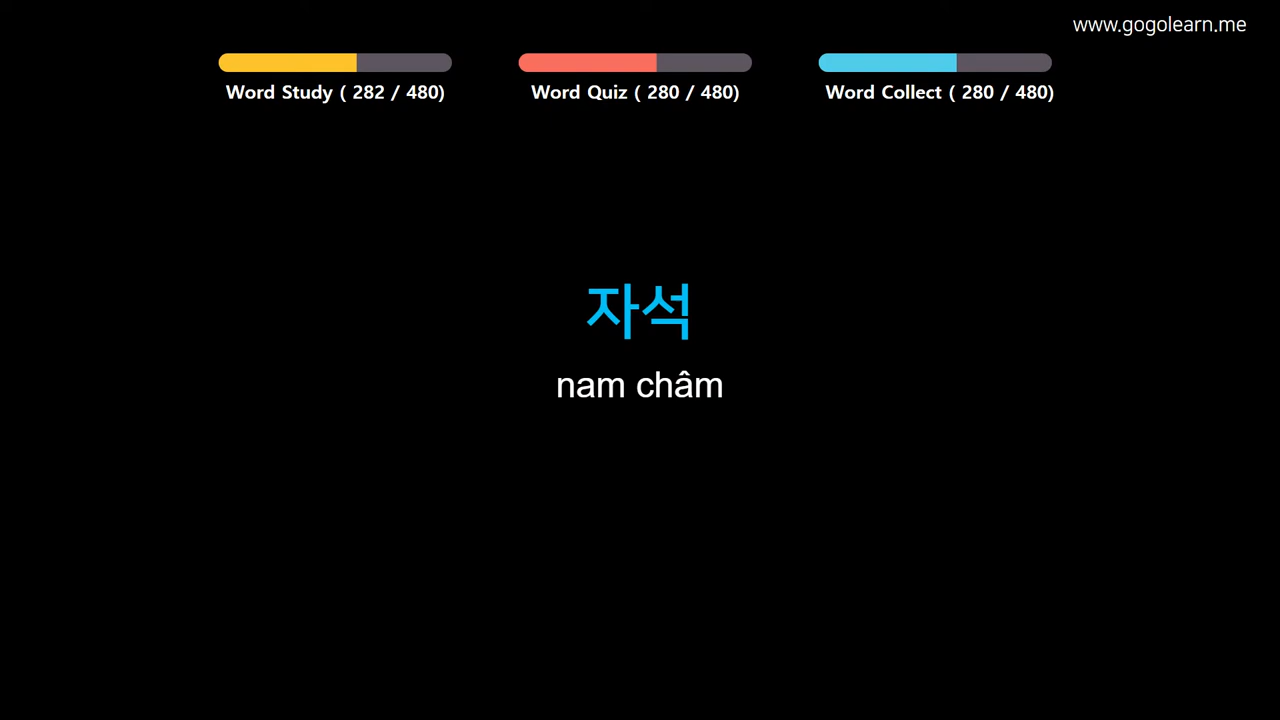 www.gogolearn.me
Word Study ( 282 / 480)
Word Quiz ( 280 / 480)
Word Collect ( 280 / 480)
자석
nam châm